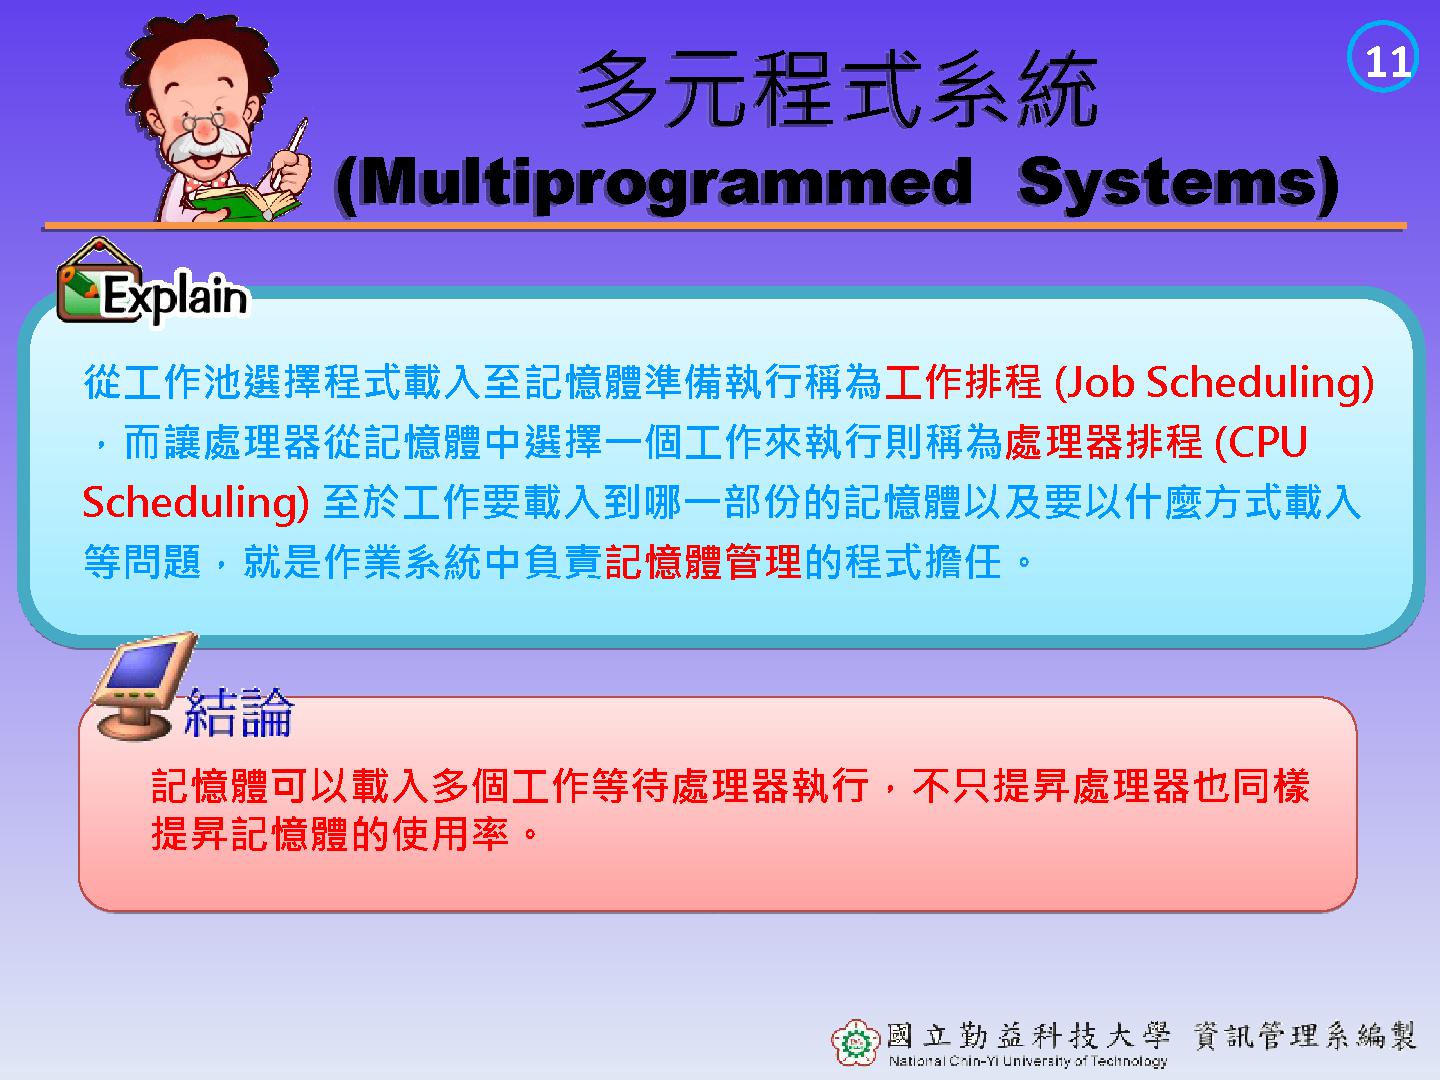 11
多元程式系統
(Multiprogrammed Systems)
Explain
從工作池選擇程式載入至記憶體準備執行稱為工作排程 (Job Scheduling)
，而讓處理器從記憶體中選擇一個工作來執行則稱為處理器排程 (CPU
Scheduling) 至於工作要載入到哪一部份的記憶體以及要以什麼方式載入
等問題，就是作業系統中負責記憶體管理的程式擔任。
結論
記憶體可以載入多個工作等待處理器執行，不只提昇處理器也同樣
提昇記憶體的使用率。
國立勤益科技大學 資訊管理系編製
National Chin-Yi University of Technology